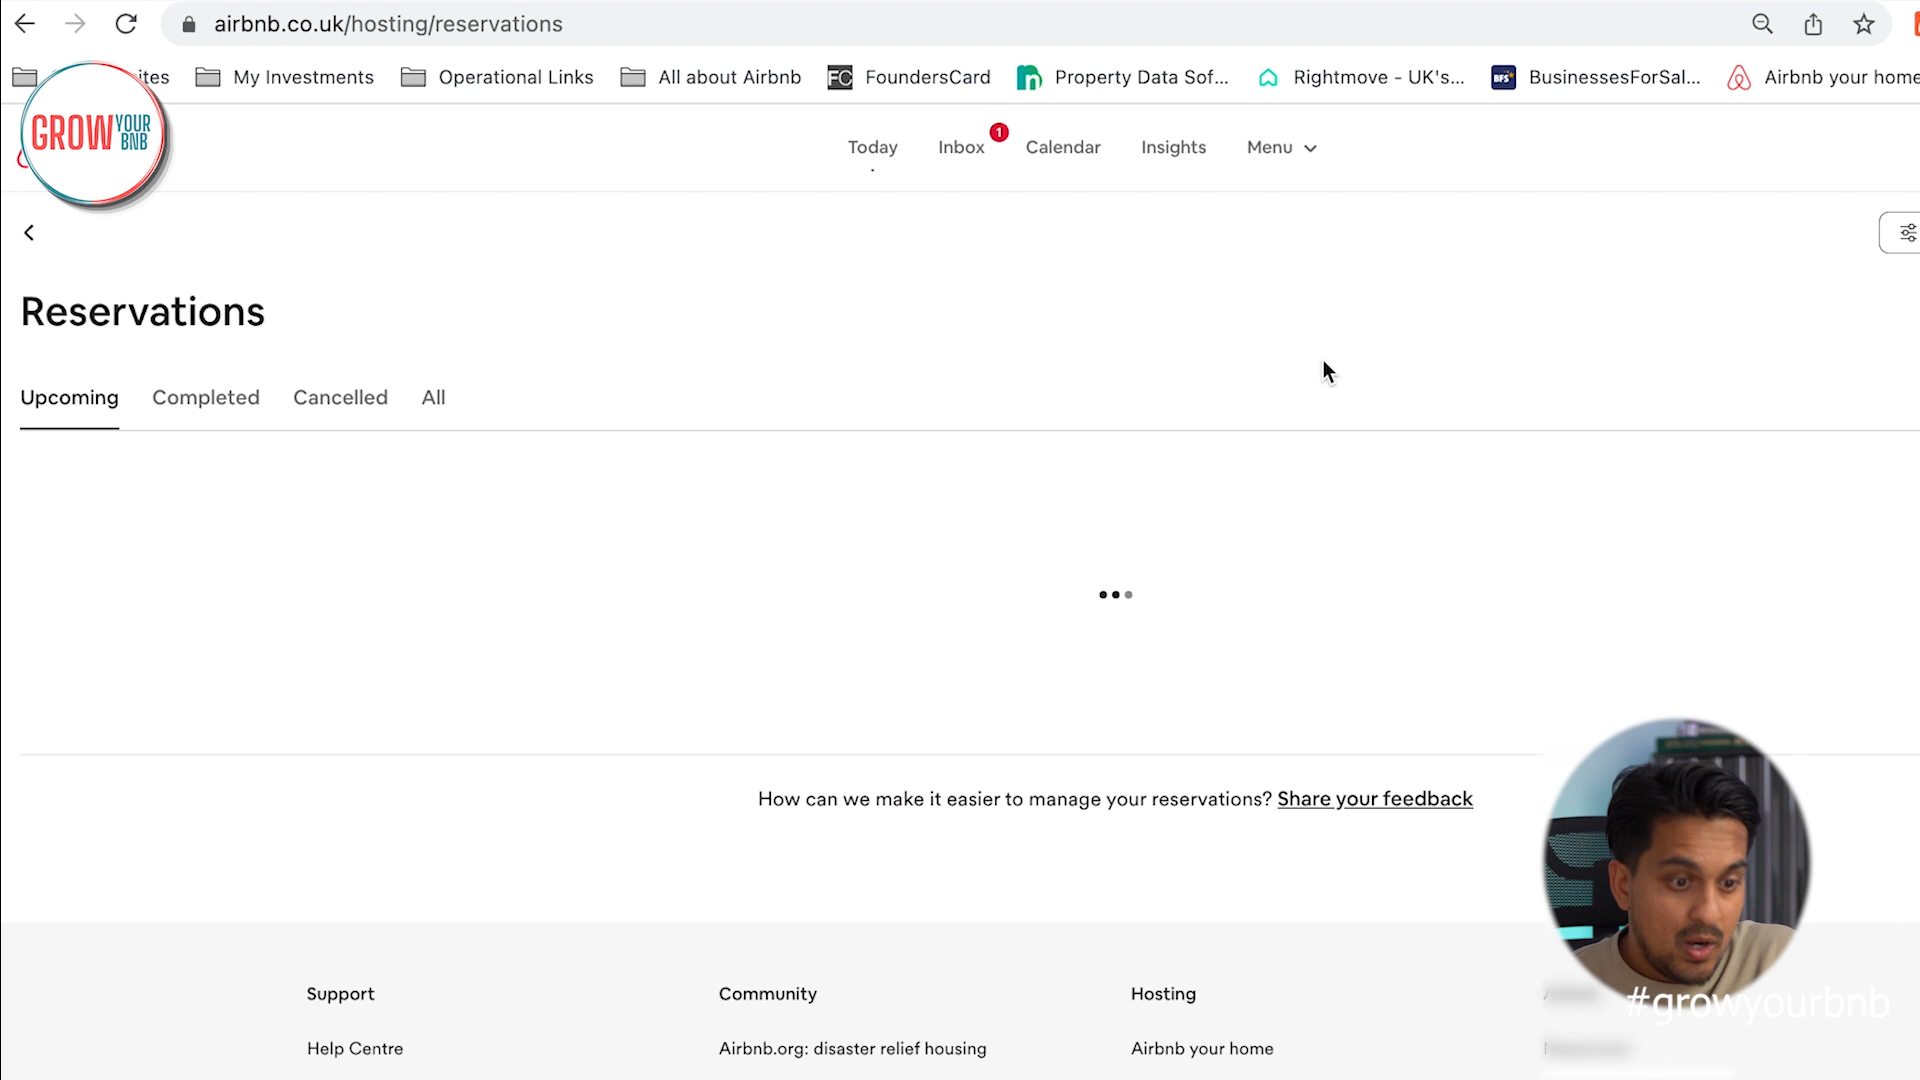 airbnb.co.uk/hosting/reservations
ites My Investments Operational Links All about Airbnb FC FoundersCard Property Data Sof... BFS Rightmove - UK's... BusinessesForSal... Airbnb your home
GROW YOUR BNB
Today Inbox 1 Calendar Insights Menu
Reservations
Upcoming Completed Cancelled All
How can we make it easier to manage your reservations? Share your feedback
Support Community Hosting
#growyourbnb
Help Centre Airbnb.org: disaster relief housing Airbnb your home